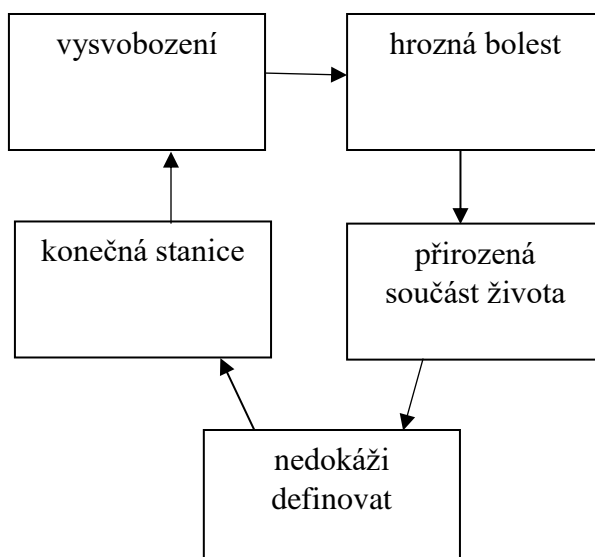 vysvobození
hrozná bolest
konečná stanice
přirozená
součást života
nedokáži
definovat